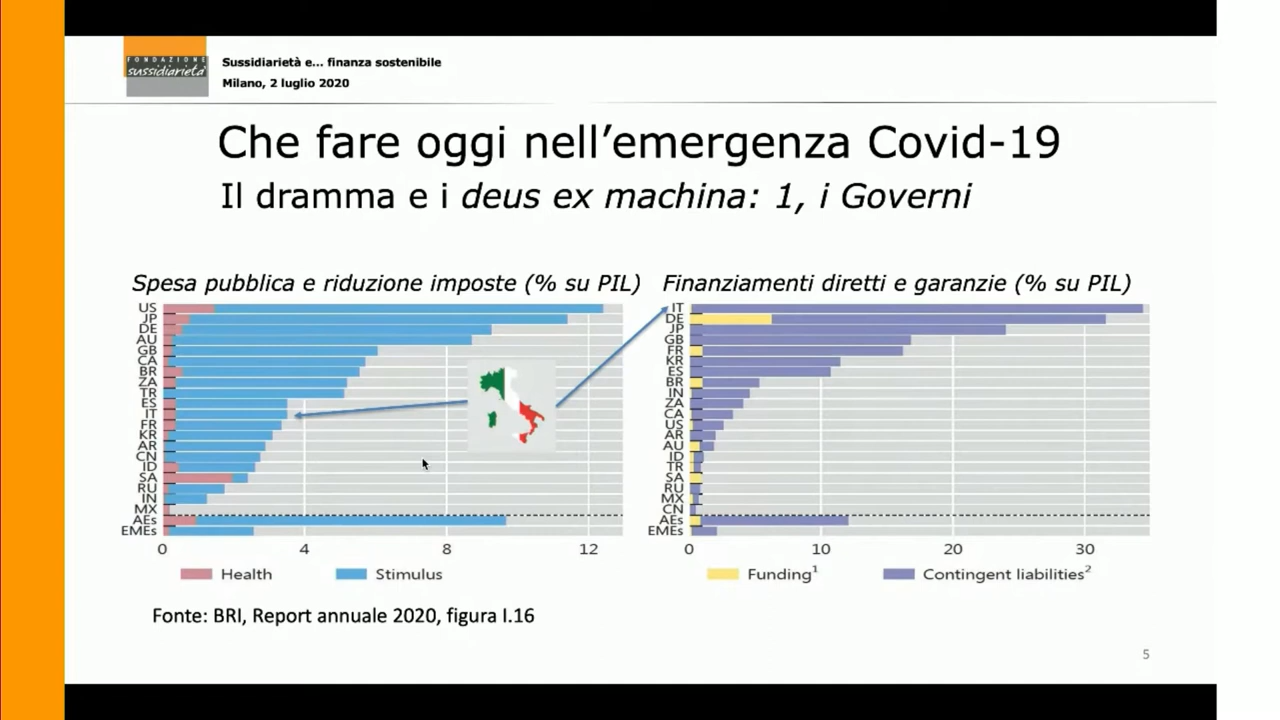 FONDAZIONE
sussidiarietà
Sussidiarietà e... finanza sostenibile
Milano, 2 luglio 2020
Che fare oggi nell’emergenza Covid-19
Il dramma e i deus ex machina: 1, i Governi
Spesa pubblica e riduzione imposte (% su PIL)
US
JP
DE
AU
GB
CA
BR
ZA
TR
ES
IT
FR
KR
AR
CN
ID
SA
RU
IN
MX
AEs
EMEs
0 4 8 12
Health Stimulus
Finanziamenti diretti e garanzie (% su PIL)
IT
DE
JP
GB
FR
KR
ES
BR
IN
ZA
CA
US
AR
AU
ID
TR
SA
RU
MX
CN
AEs
EMEs
0 10 20 30
Funding¹ Contingent liabilities²
Fonte: BRI, Report annuale 2020, figura I.16
5